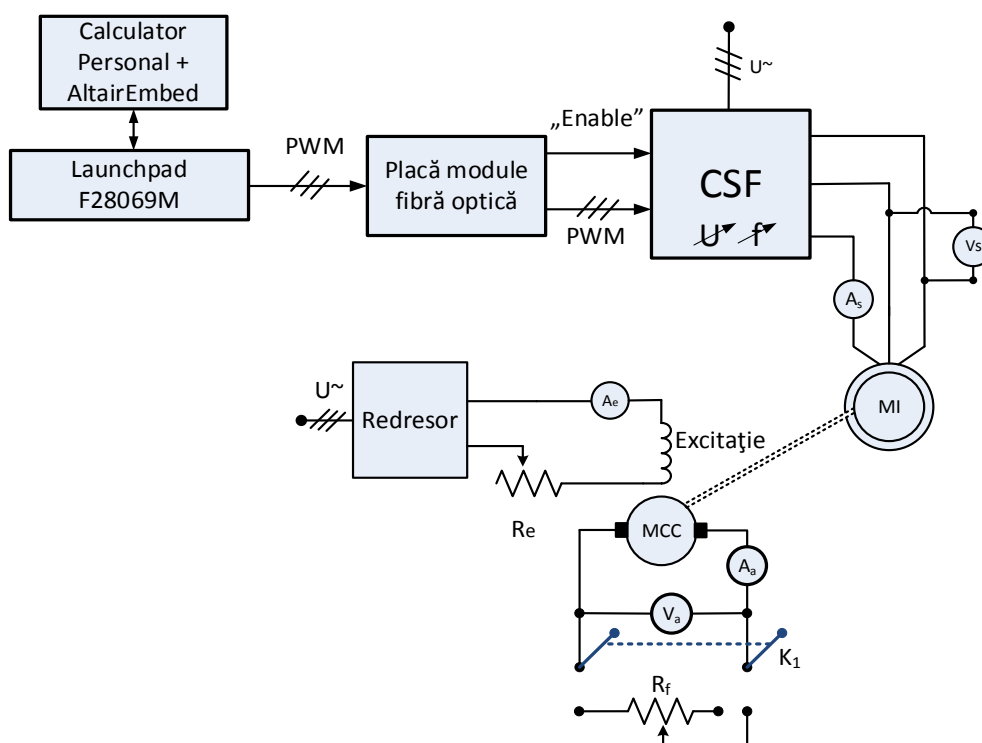 Calculator
Personal +
AltairEmbed
Launchpad
F28069M
PWM
Placă module
fibră optică
„Enable”
PWM
U~
CSF
U f
Vs
As
MI
U~
Redresor
Ae
Excitaţie
Re
MCC
Aa
Va
K1
Rf